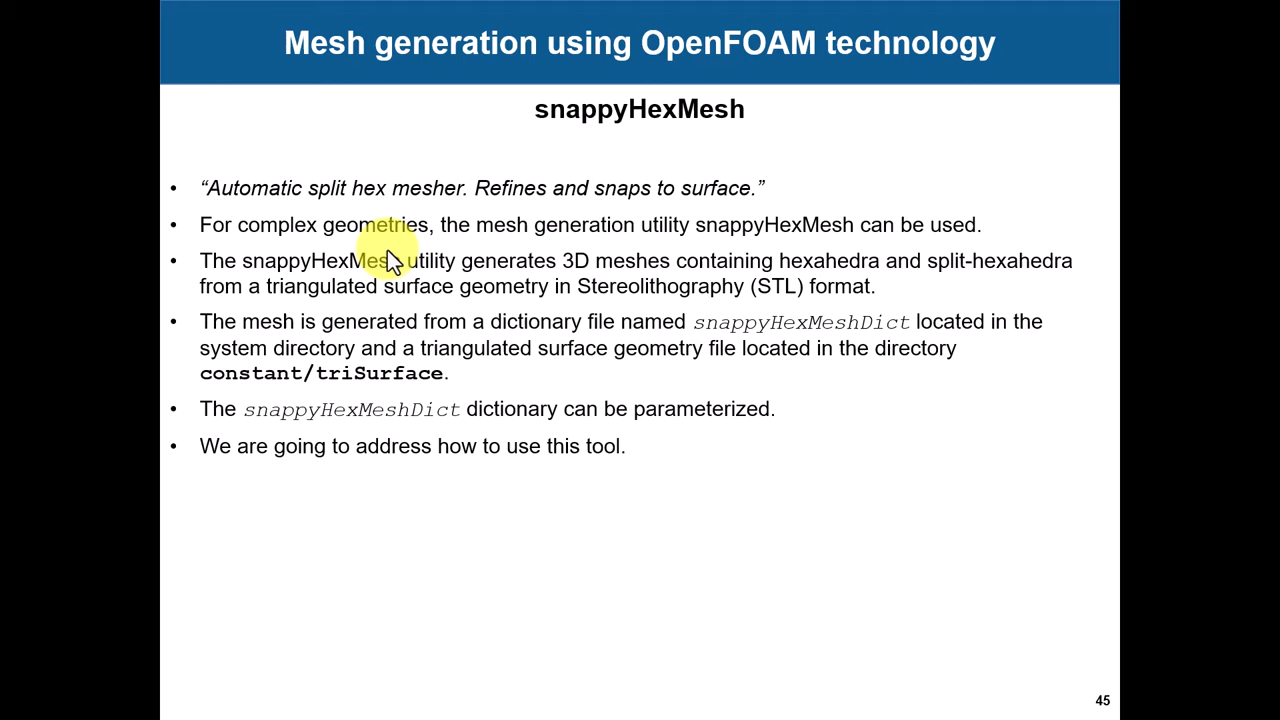 Mesh generation using OpenFOAM technology
snappyHexMesh
• “Automatic split hex mesher. Refines and snaps to surface.”
• For complex geometries, the mesh generation utility snappyHexMesh can be used.
• The snappyHexMesh utility generates 3D meshes containing hexahedra and split-hexahedra
from a triangulated surface geometry in Stereolithography (STL) format.
• The mesh is generated from a dictionary file named snappyHexMeshDict located in the
system directory and a triangulated surface geometry file located in the directory
constant/triSurface.
• The snappyHexMeshDict dictionary can be parameterized.
• We are going to address how to use this tool.
45